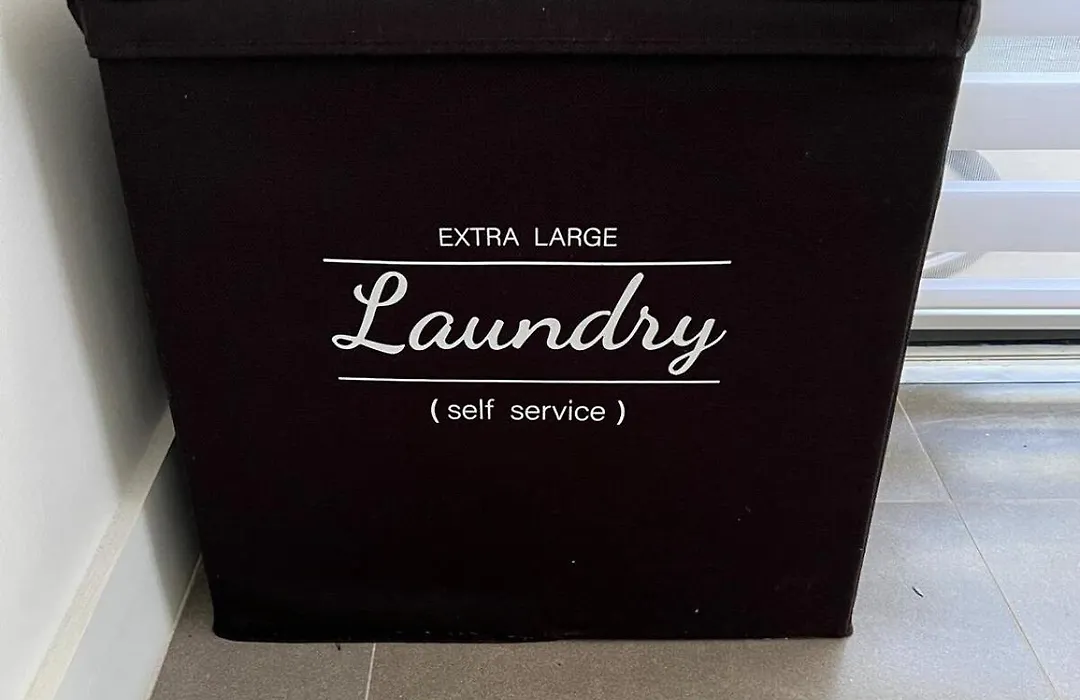 EXTRA LARGE
Laundry
( self service )